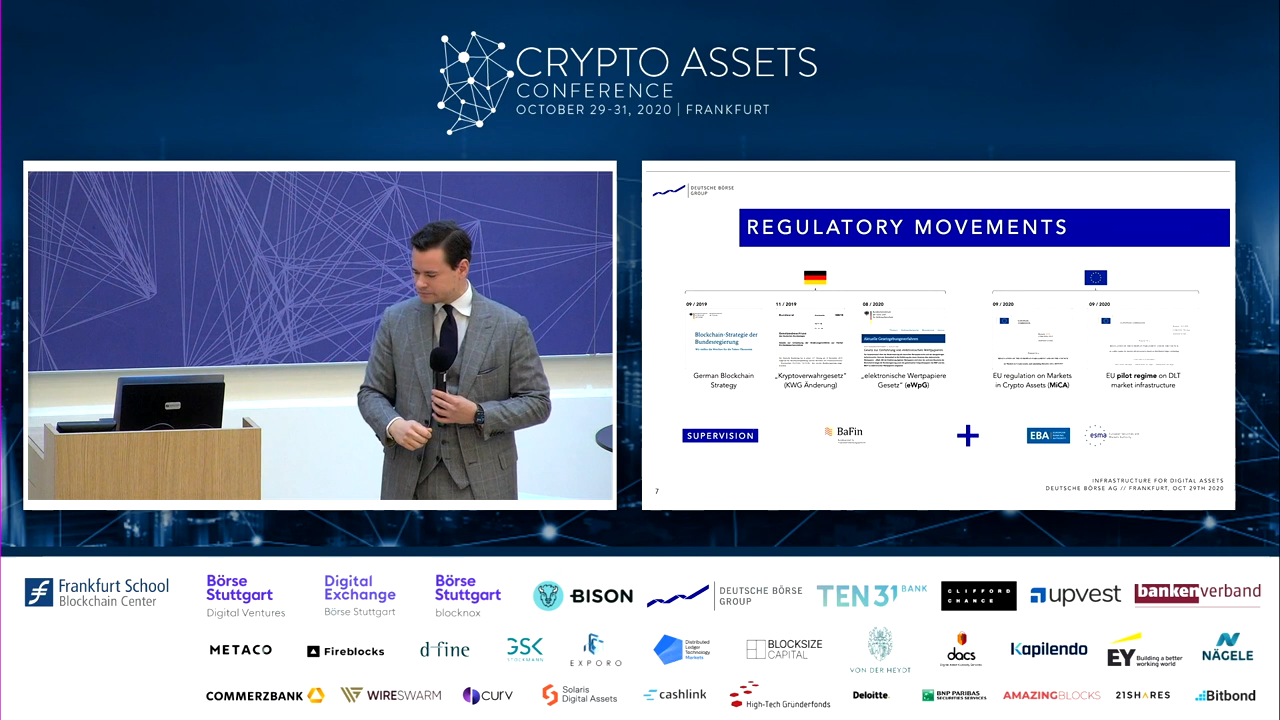 CRYPTO ASSETS
CONFERENCE
OCTOBER 29-31, 2020 | FRANKFURT
DEUTSCHE BÖRSE
GROUP
REGULATORY MOVEMENTS
09 / 2019
11 / 2019
08 / 2020
09 / 2020
09 / 2020
Blockchain-Strategie der
Bundesregierung
Aktuelle Gesetzgebungsverfahren
German Blockchain
Strategy
„Kryptoverwahrgesetz"
(KWG Änderung)
„elektronische Wertpapiere
Gesetz" (eWpG)
EU regulation on Markets
in Crypto Assets (MiCA)
EU pilot regime on DLT
market infrastructure
SUPERVISION
BaFin
EBA
esma
INFRASTRUCTURE FOR DIGITAL ASSETS
DEUTSCHE BÖRSE AG // FRANKFURT, OCT 29TH 2020
7
Frankfurt School
Blockchain Center
Börse
Stuttgart
Digital Ventures
Digital
Exchange
Börse Stuttgart
Börse
Stuttgart
blocknox
BISON
DEUTSCHE BÖRSE
GROUP
TEN31 BANK
CLIFFORD
CHANCE
upvest
bankenverband
METACO
Fireblocks
d-fine
GSK
STOCKMANN
EXPORO
Distributed
Ledger
Technology
Markets
BLOCKSIZE
CAPITAL
VON DER HEYDT
dacs
Kapilendo
EY
Building a better
working world
NÄGELE
COMMERZBANK
WIRESWARM
curv
Solaris
Digital Assets
cashlink
High-Tech Gründerfonds
Deloitte.
BNP PARIBAS
SECURITIES SERVICES
AMAZING BLOCKS
21SHARES
Bitbond